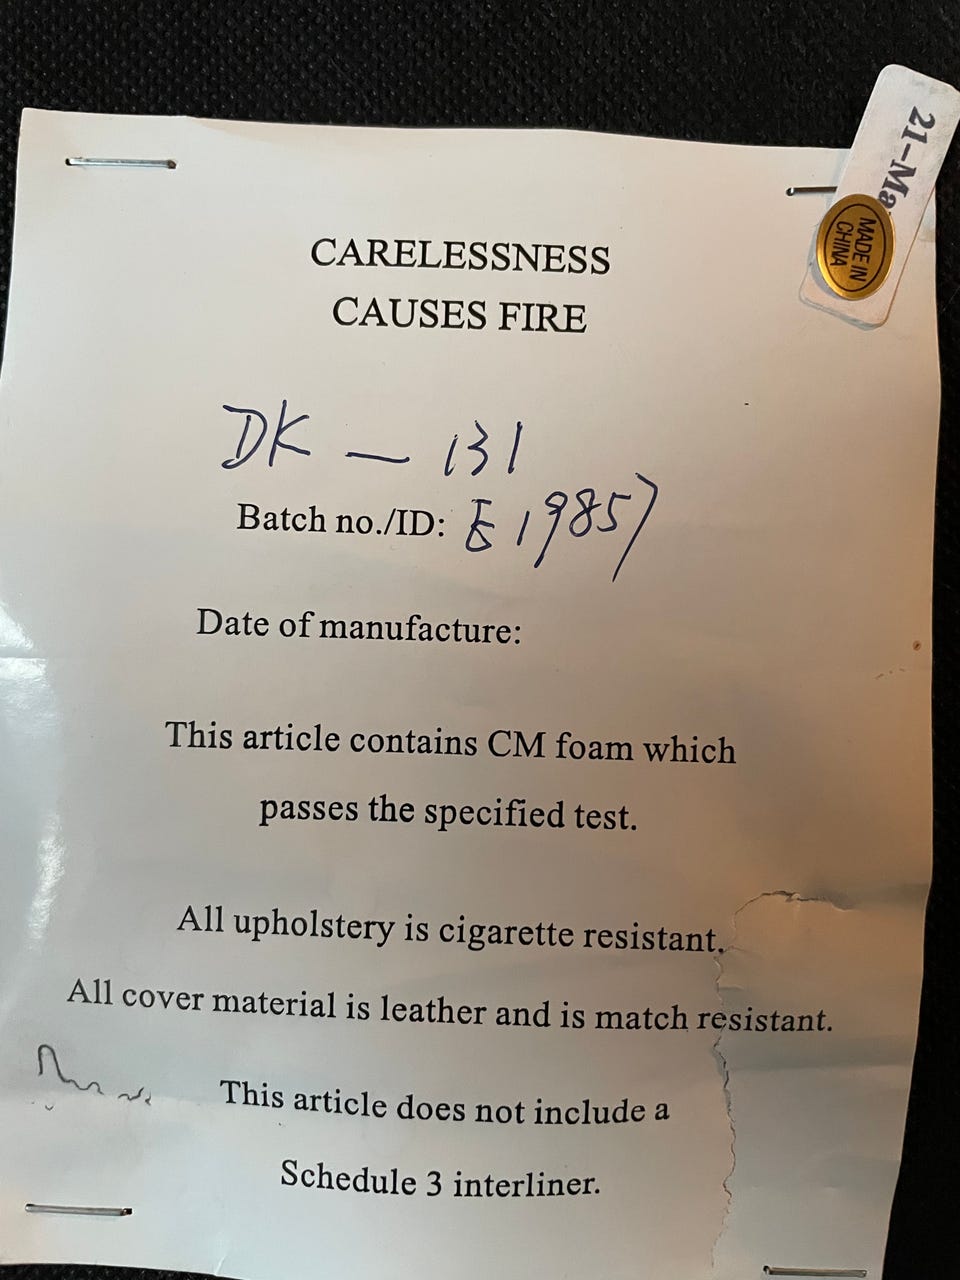 21-Ma
MADE IN
CHINA
CARELESSNESS
CAUSES FIRE
DK - 131
Batch no./ID: E19857
Date of manufacture:
This article contains CM foam which
passes the specified test.
All upholstery is cigarette resistant.
All cover material is leather and is match resistant.
This article does not include a
Schedule 3 interliner.